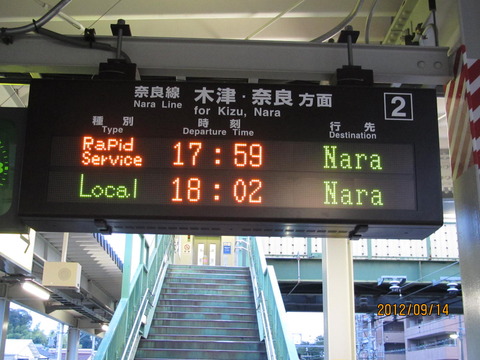 奈良線 木津・奈良 方面 2
Nara Line for Kizu, Nara
種別 時刻 行先
Type Departure Time Destination
RaPid Service 17:59 Nara
Local 18:02 Nara
2012/09/14